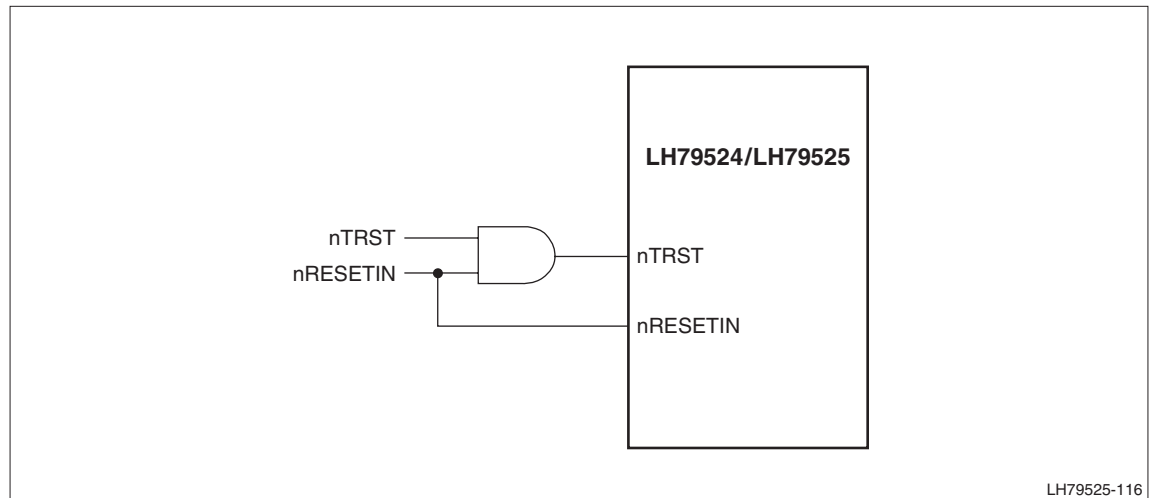 LH79524/LH79525
nTRST
nRESETIN
nTRST
nRESETIN
LH79525-116